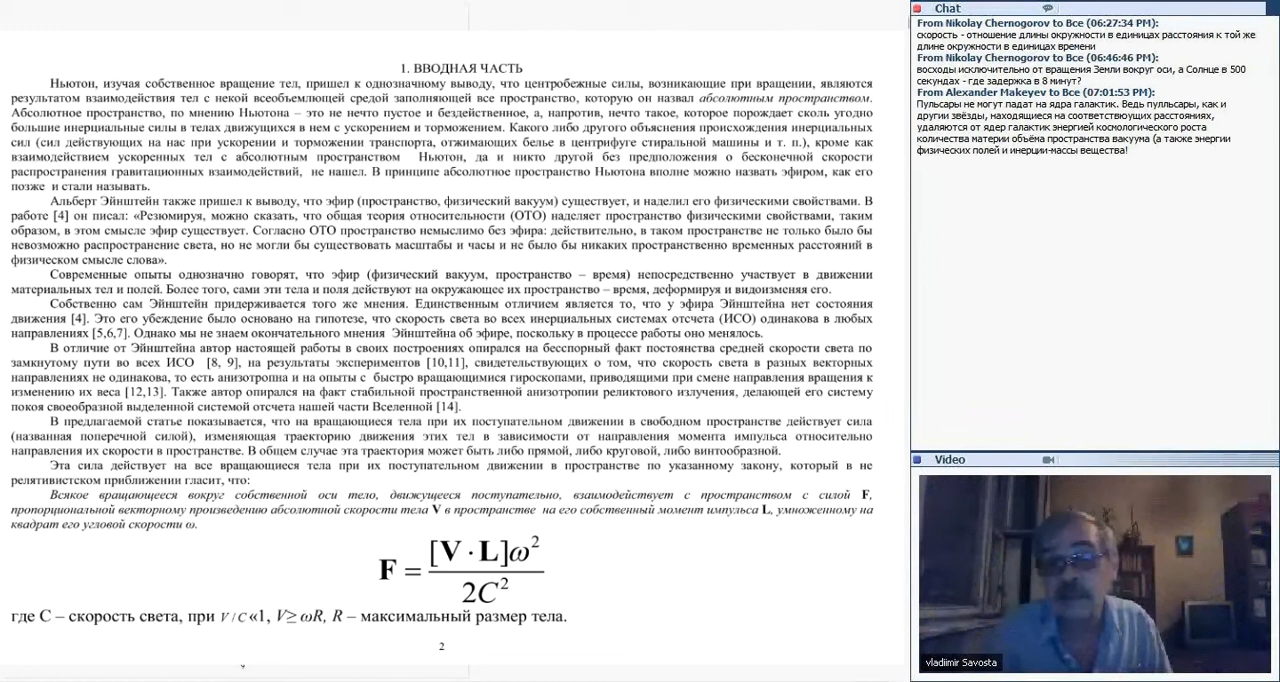 1. ВВОДНАЯ ЧАСТЬ
Ньютон, изучая собственное вращение тел, пришел к однозначному выводу, что центробежные силы, возникающие при вращении, являются
результатом взаимодействия тел с некой всеобъемлющей средой заполняющей все пространство, которую он назвал абсолютным пространством.
Абсолютное пространство, по мнению Ньютона – это не нечто пустое и бездейственное, а, напротив, нечто такое, которое порождает сколь угодно
большие инерциальные силы в телах движущихся в нем с ускорением и торможением. Какого либо другого объяснения происхождения инерциальных
сил (сил действующих на нас при ускорении и торможении транспорта, отжимающих белье в центрифуге стиральной машины и т. п.), кроме как
взаимодействием ускоренных тел с абсолютным пространством Ньютон, да и никто другой без предположения о бесконечной скорости
распространения гравитационных взаимодействий, не нашел. В принципе абсолютное пространство Ньютона вполне можно назвать эфиром, как его
позже и стали называть.
Альберт Эйнштейн также пришел к выводу, что эфир (пространство, физический вакуум) существует, и наделил его физическими свойствами. В
работе [4] он писал: «Резюмируя, можно сказать, что общая теория относительности (ОТО) наделяет пространство физическими свойствами, таким
образом, в этом смысле эфир существует. Согласно ОТО пространство немыслимо без эфира: действительно, в таком пространстве не только было бы
невозможно распространение света, но не могли бы существовать масштабы и часы и не было бы никаких пространственно временных расстояний в
физическом смысле слова».
Современные опыты однозначно говорят, что эфир (физический вакуум, пространство – время) непосредственно участвует в движении
материальных тел и полей. Более того, сами эти тела и поля действуют на окружающее их пространство – время, деформируя и видоизменяя его.
Собственно сам Эйнштейн придерживается того же мнения. Единственным отличием является то, что у эфира Эйнштейна нет состояния
движения [4]. Это его убеждение было основано на гипотезе, что скорость света во всех инерциальных системах отсчета (ИСО) одинакова в любых
направлениях [5,6,7]. Однако мы не знаем окончательного мнения Эйнштейна об эфире, поскольку в процессе работы оно менялось.
В отличие от Эйнштейна автор настоящей работы в своих построениях опирался на бесспорный факт постоянства средней скорости света по
замкнутому пути во всех ИСО [8, 9], на результаты экспериментов [10,11], свидетельствующих о том, что скорость света в разных векторных
направлениях не одинакова, то есть анизотропна и на опыты с быстро вращающимися гироскопами, приводящими при смене направления вращения к
изменению их веса [12,13]. Также автор опирался на факт стабильной пространственной анизотропии реликтового излучения, делающей его систему
покоя своеобразной выделенной системой отсчета нашей части Вселенной [14].
В предлагаемой статье показывается, что на вращающиеся тела при их поступательном движении в свободном пространстве действует сила
(названная поперечной силой), изменяющая траекторию движения этих тел в зависимости от направления момента импульса относительно
направления их скорости в пространстве. В общем случае эта траектория может быть либо прямой, либо круговой, либо винтообразной.
Эта сила действует на все вращающиеся тела при их поступательном движении в пространстве по указанному закону, который в не
релятивистском приближении гласит, что:
Всякое вращающееся вокруг собственной оси тело, движущееся поступательно, взаимодействует с пространством с силой F,
пропорциональной векторному произведению абсолютной скорости тела V в пространстве на его собственный момент импульса L, умноженному на
квадрат его угловой скорости ω.
F = [V · L]ω² / 2C²
где С – скорость света, при V / C «1, V≥ ωR, R – максимальный размер тела.
2
Chat
From Nikolay Chernogorov to Все (06:27:34 PM):
скорость - отношение длины окружности в единицах расстояния к той же
длине окружности в единицах времени
From Nikolay Chernogorov to Все (06:46:46 PM):
восходы исключительно от вращения Земли вокруг оси, а Солнце в 500
секундах - где задержка в 8 минут?
From Alexander Makeyev to Все (07:01:53 PM):
Пульсары не могут падат на ядра галактик. Ведь пулльсары, как и
другии звёзды, находящиеся на соответствующих расстояниях,
удаляются от ядер галактик энергией космологического роста
количества материи объёма пространства вакуума (а также энергии
физических полей и инерции-массы вещества!
Video
vladimir Savosta